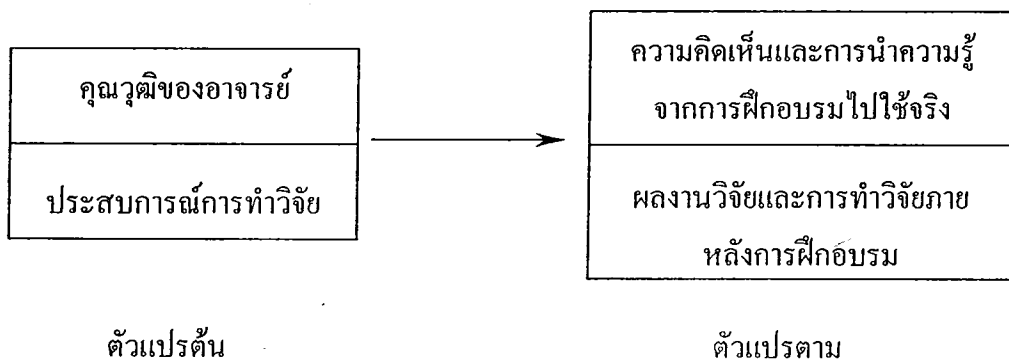 คุณวุฒิของอาจารย์
ประสบการณ์การทำวิจัย
ตัวแปรต้น
ความคิดเห็นและการนำความรู้
จากการฝึกอบรมไปใช้จริง
ผลงานวิจัยและการทำวิจัยภาย
หลังการฝึกอบรม
ตัวแปรตาม